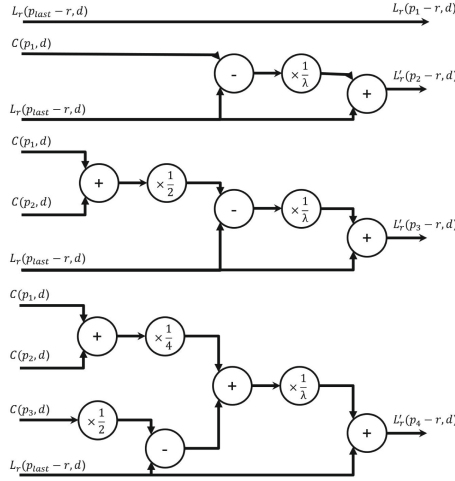 L_r(p_last − r, d) L_r(p_1 − r, d)
C(p_1, d)
- × 1/λ
L_r(p_last − r, d) + L'_r(p_2 − r, d)
C(p_1, d)
+ × 1/2
C(p_2, d) - × 1/λ
L_r(p_last − r, d) + L'_r(p_3 − r, d)
C(p_1, d)
+ × 1/4
C(p_2, d)
+ × 1/λ
C(p_3, d) × 1/2
- + L'_r(p_4 − r, d)
L_r(p_last − r, d)